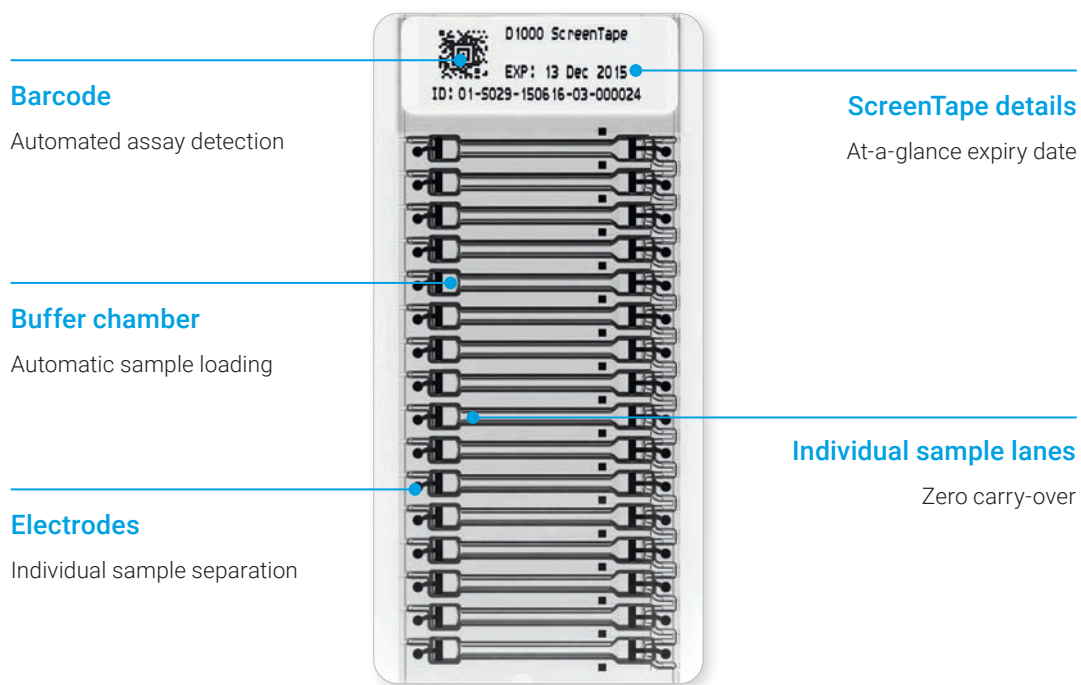 D1000 ScreenTape
EXP: 13 Dec 2015
ID: 01-S029-150616-03-000024
Barcode
Automated assay detection
ScreenTape details
At-a-glance expiry date
Buffer chamber
Automatic sample loading
Individual sample lanes
Zero carry-over
Electrodes
Individual sample separation